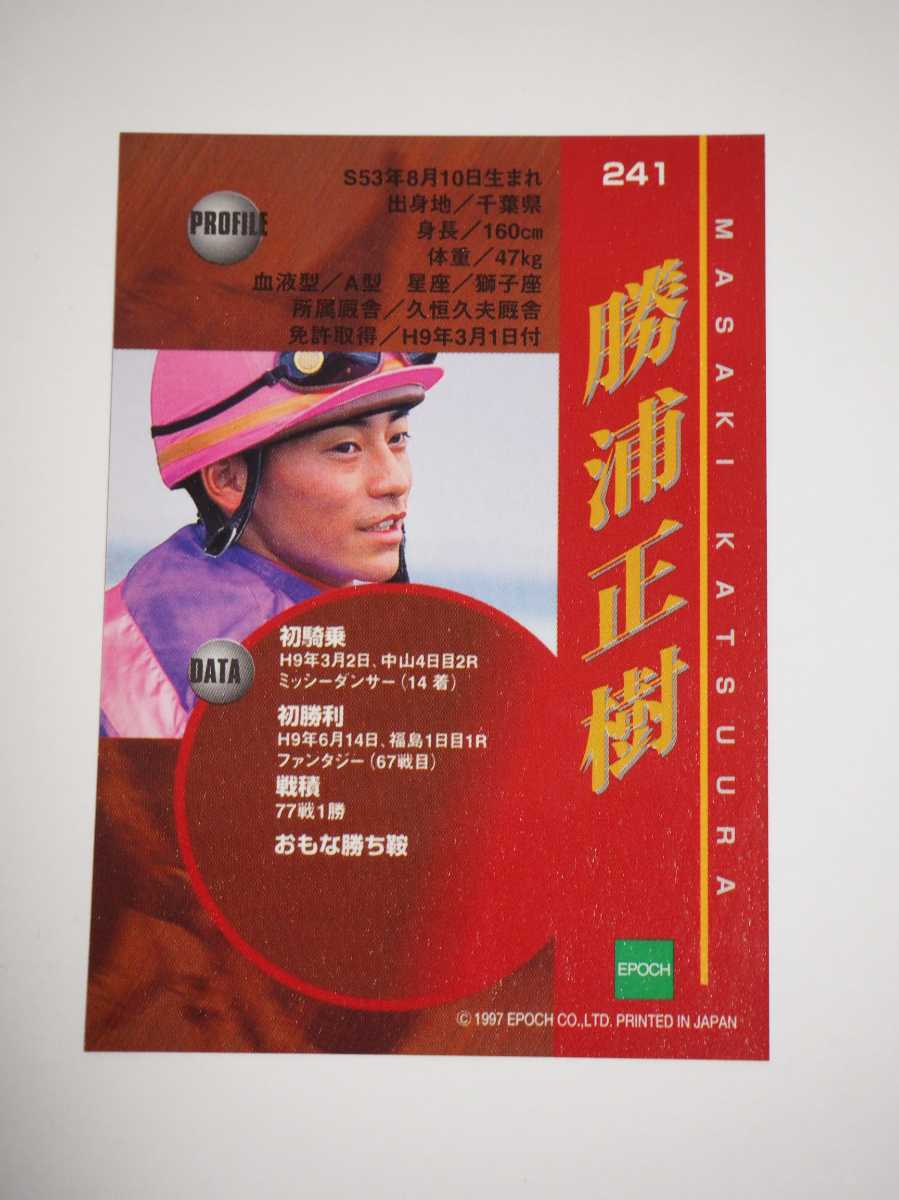 PROFILE
S53年8月10日生まれ
出身地／千葉県
身長／160cm
体重／47kg
血液型／A型　星座／獅子座
所属厩舎／久恒久夫厩舎
免許取得／H9年3月1日付
DATA
初騎乗
H9年3月2日、中山4日目2R
ミッシーダンサー（14 着）
初勝利
H9年6月14日、福島1日目1R
ファンタジー（67戦目）
戦積
77戦1勝
おもな勝ち鞍
241
勝浦正樹
MASAKI KATSUURA
EPOCH
© 1997 EPOCH CO.,LTD. PRINTED IN JAPAN